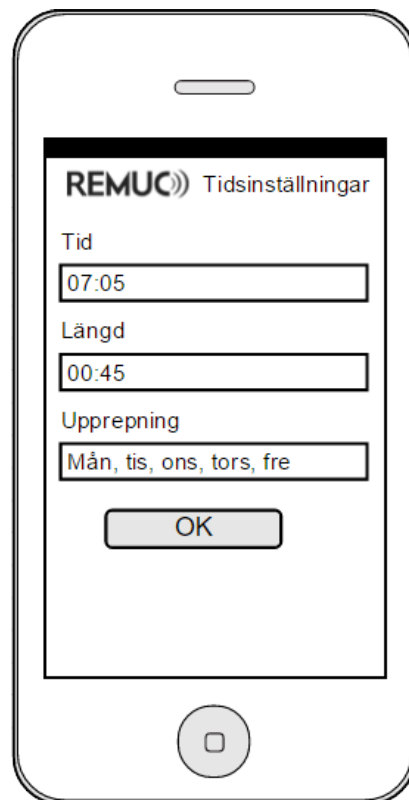 REMUC Tidsinställningar
Tid
07:05
Längd
00:45
Upprepning
Mån, tis, ons, tors, fre
OK